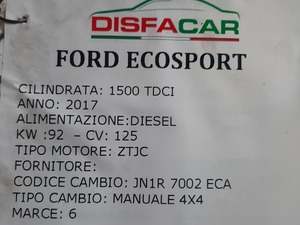 DISFACAR
FORD ECOSPORT
CILINDRATA: 1500 TDCI
ANNO: 2017
ALIMENTAZIONE:DIESEL
KW :92 – CV: 125
TIPO MOTORE: ZTJC
FORNITORE:
CODICE CAMBIO: JN1R 7002 ECA
TIPO CAMBIO: MANUALE 4X4
MARCE: 6